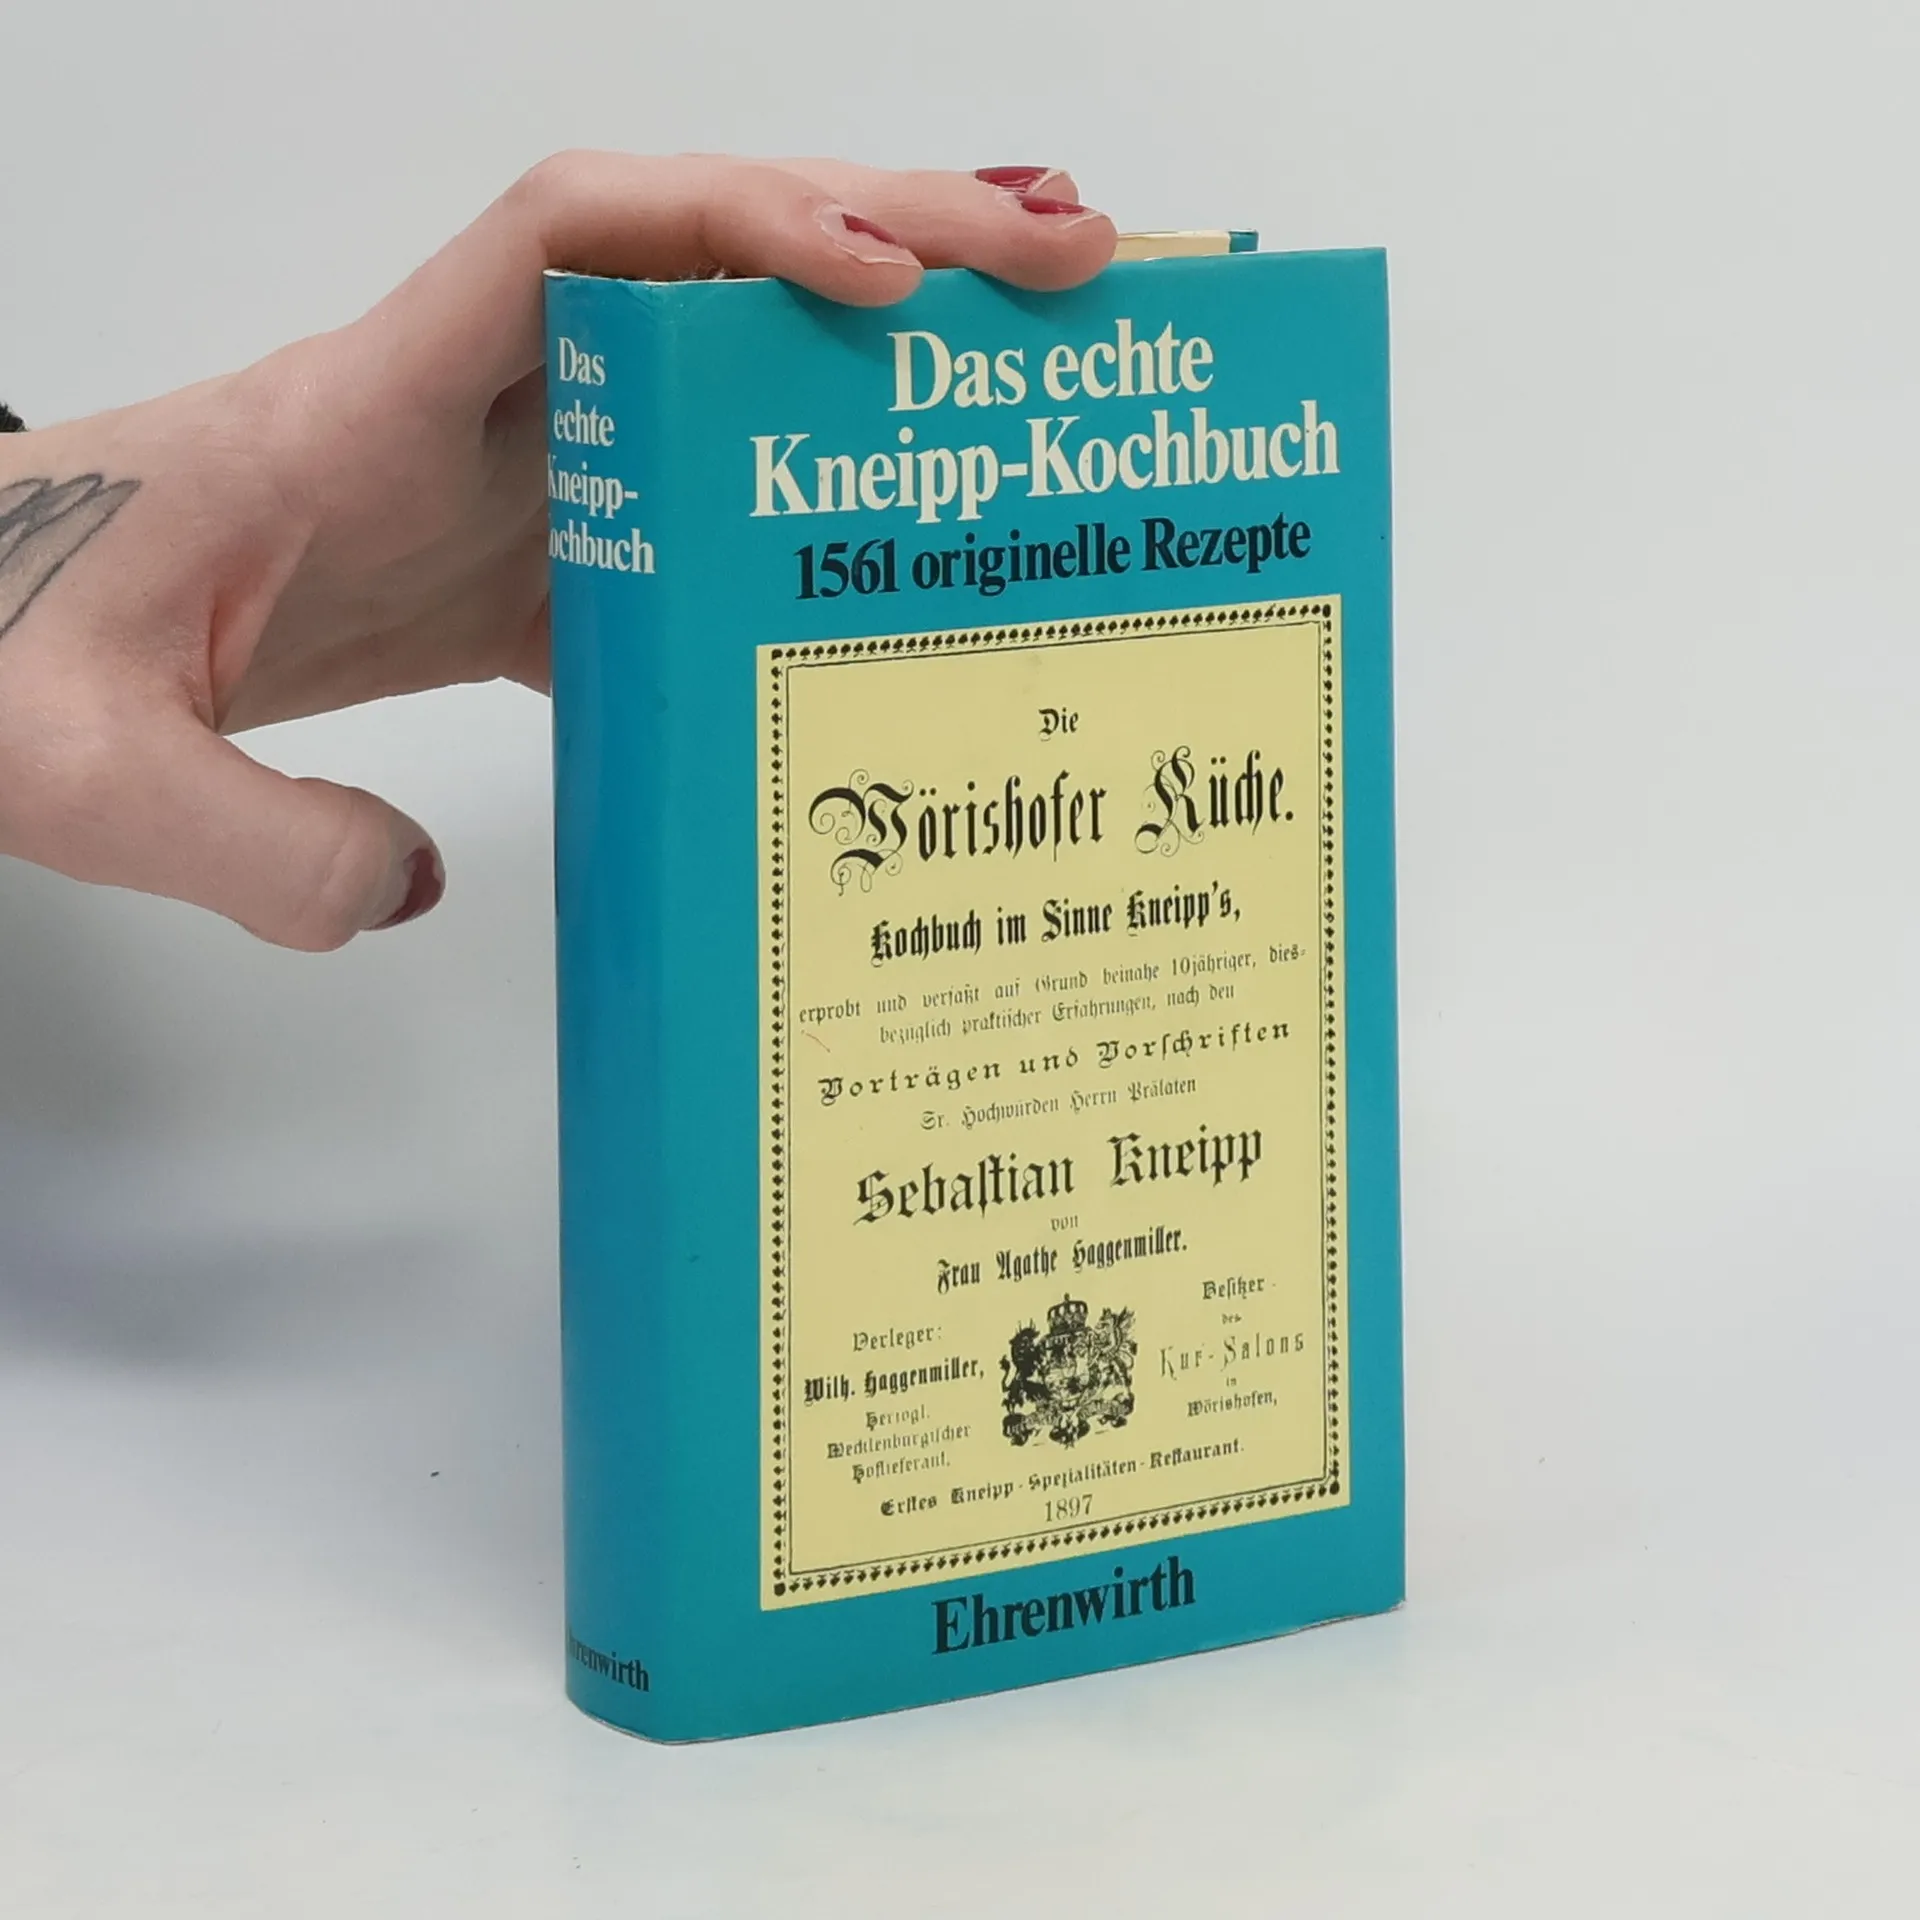 Das
echte
Kneipp-
ochbuch
Das echte
Kneipp-Kochbuch
1561 originelle Rezepte
Die
Wörishofer Küche.
Kochbuch im Sinne Kneipp's,
erprobt und verfaßt auf Grund beinahe 10jähriger, dies-
bezüglich praktischer Erfahrungen, nach den
Vorträgen und Vorschriften
Sr. Hochwürden Herrn Prälaten
Sebastian Kneipp
von
Frau Agathe Haggenmiller.
Verleger:
Wilh. Haggenmiller,
Herzogl.
Mecklenburgischer
Hoflieferant.
Besitzer
des
Kur-Salons
in
Wörishofen,
Erstes Kneipp-Spezialitäten-Restaurant.
1897
Ehrenwirth
hrenwirth